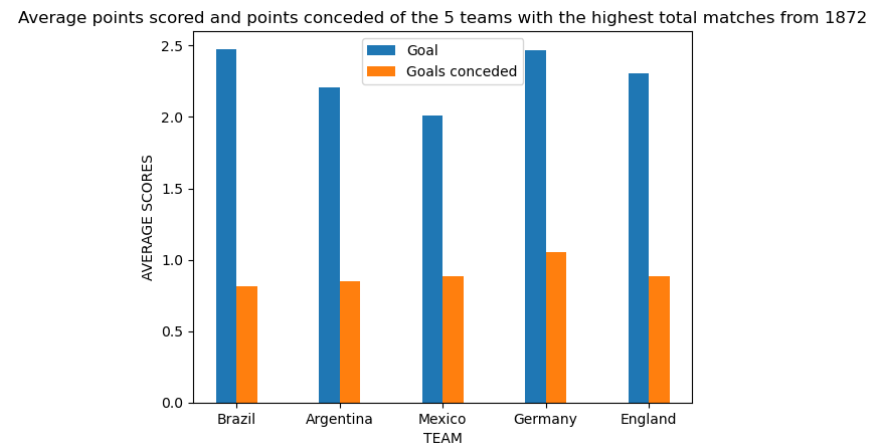 Average points scored and points conceded of the 5 teams with the highest total matches from 1872
Goal
Goals conceded
2.5
2.0
1.5
1.0
0.5
0.0
AVERAGE SCORES
Brazil Argentina Mexico Germany England
TEAM